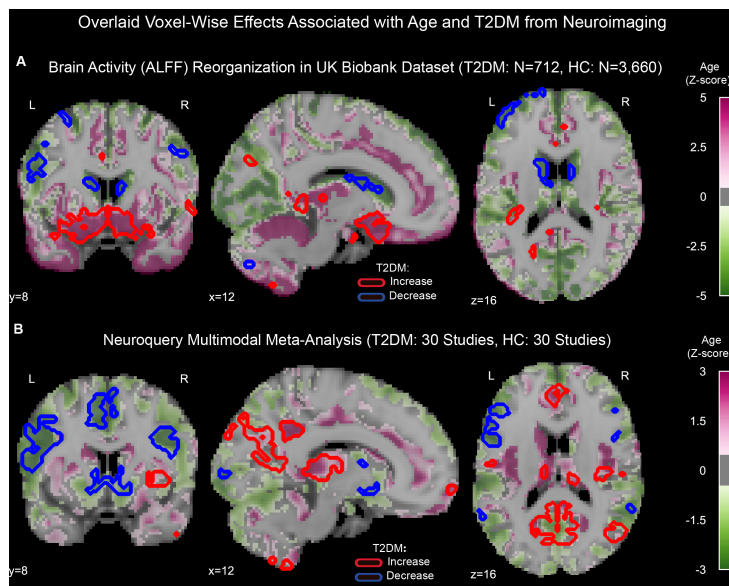 Overlaid Voxel-Wise Effects Associated with Age and T2DM from Neuroimaging
A
Brain Activity (ALFF) Reorganization in UK Biobank Dataset (T2DM: N=712, HC: N=3,660)
Age
(Z-score)
L
R
L
R
5
2.5
0
-2.5
-5
T2DM:
Increase
Decrease
y=8
x=12
z=16
B
Neuroquery Multimodal Meta-Analysis (T2DM: 30 Studies, HC: 30 Studies)
Age
(Z-score)
L
R
L
R
3
1.5
0
-1.5
-3
T2DM:
Increase
Decrease
y=8
x=12
z=16